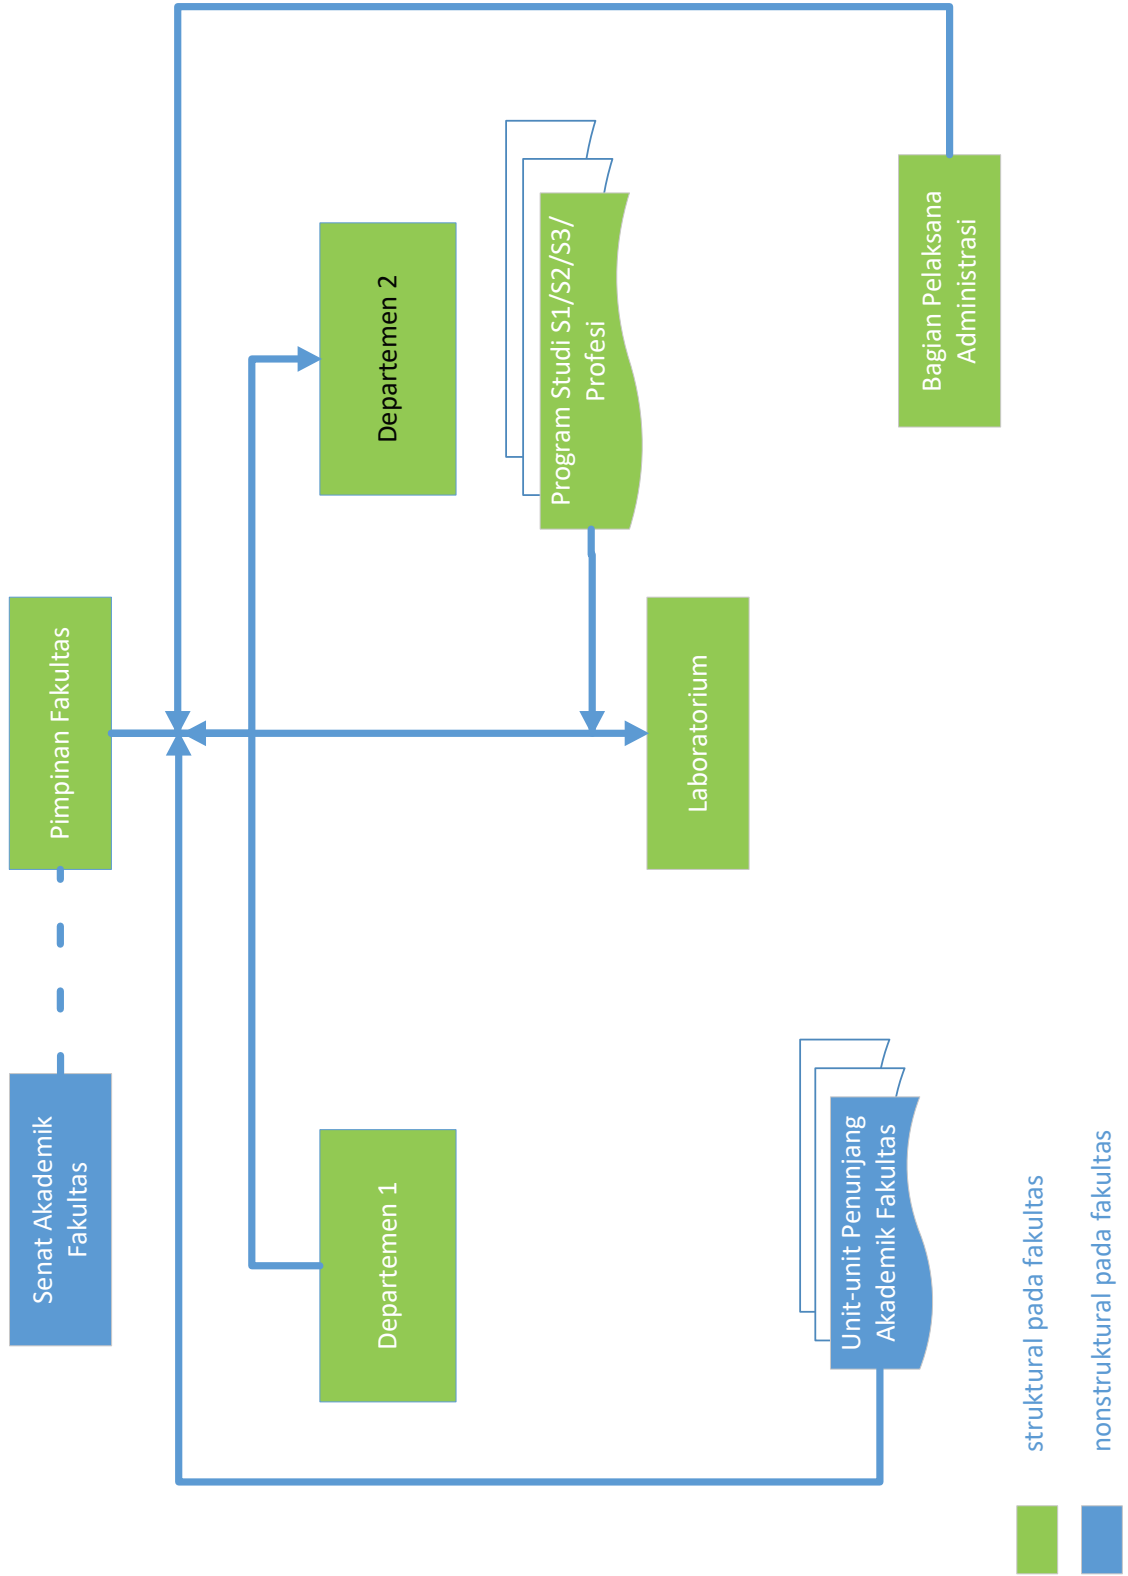 Senat Akademik
Fakultas
Pimpinan Fakultas
Departemen 1
Departemen 2
Program Studi S1/S2/S3/
Profesi
Laboratorium
Unit-unit Penunjang
Akademik Fakultas
Bagian Pelaksana
Administrasi
struktural pada fakultas
nonstruktural pada fakultas